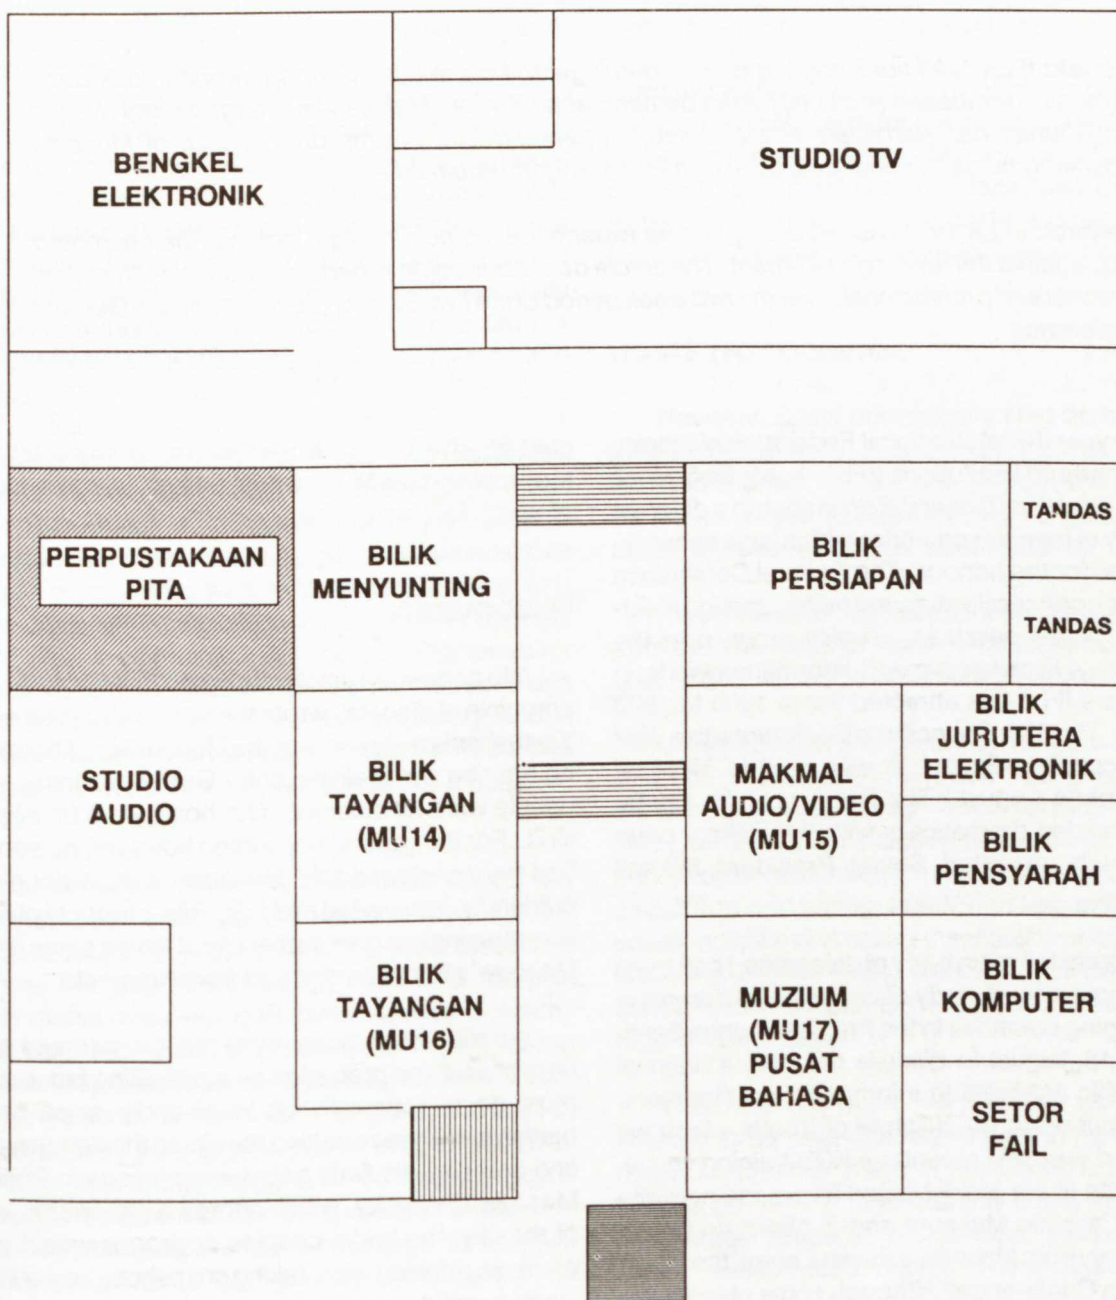 BENGKEL
ELEKTRONIK
STUDIO TV
PERPUSTAKAAN
PITA
BILIK
MENYUNTING
BILIK
PERSIAPAN
TANDAS
TANDAS
STUDIO
AUDIO
BILIK
TAYANGAN
(MU14)
MAKMAL
AUDIO/VIDEO
(MU15)
BILIK
JURUTERA
ELEKTRONIK
BILIK
PENSYARAH
BILIK
TAYANGAN
(MU16)
MUZIUM
(MU17)
PUSAT
BAHASA
BILIK
KOMPUTER
SETOR
FAIL